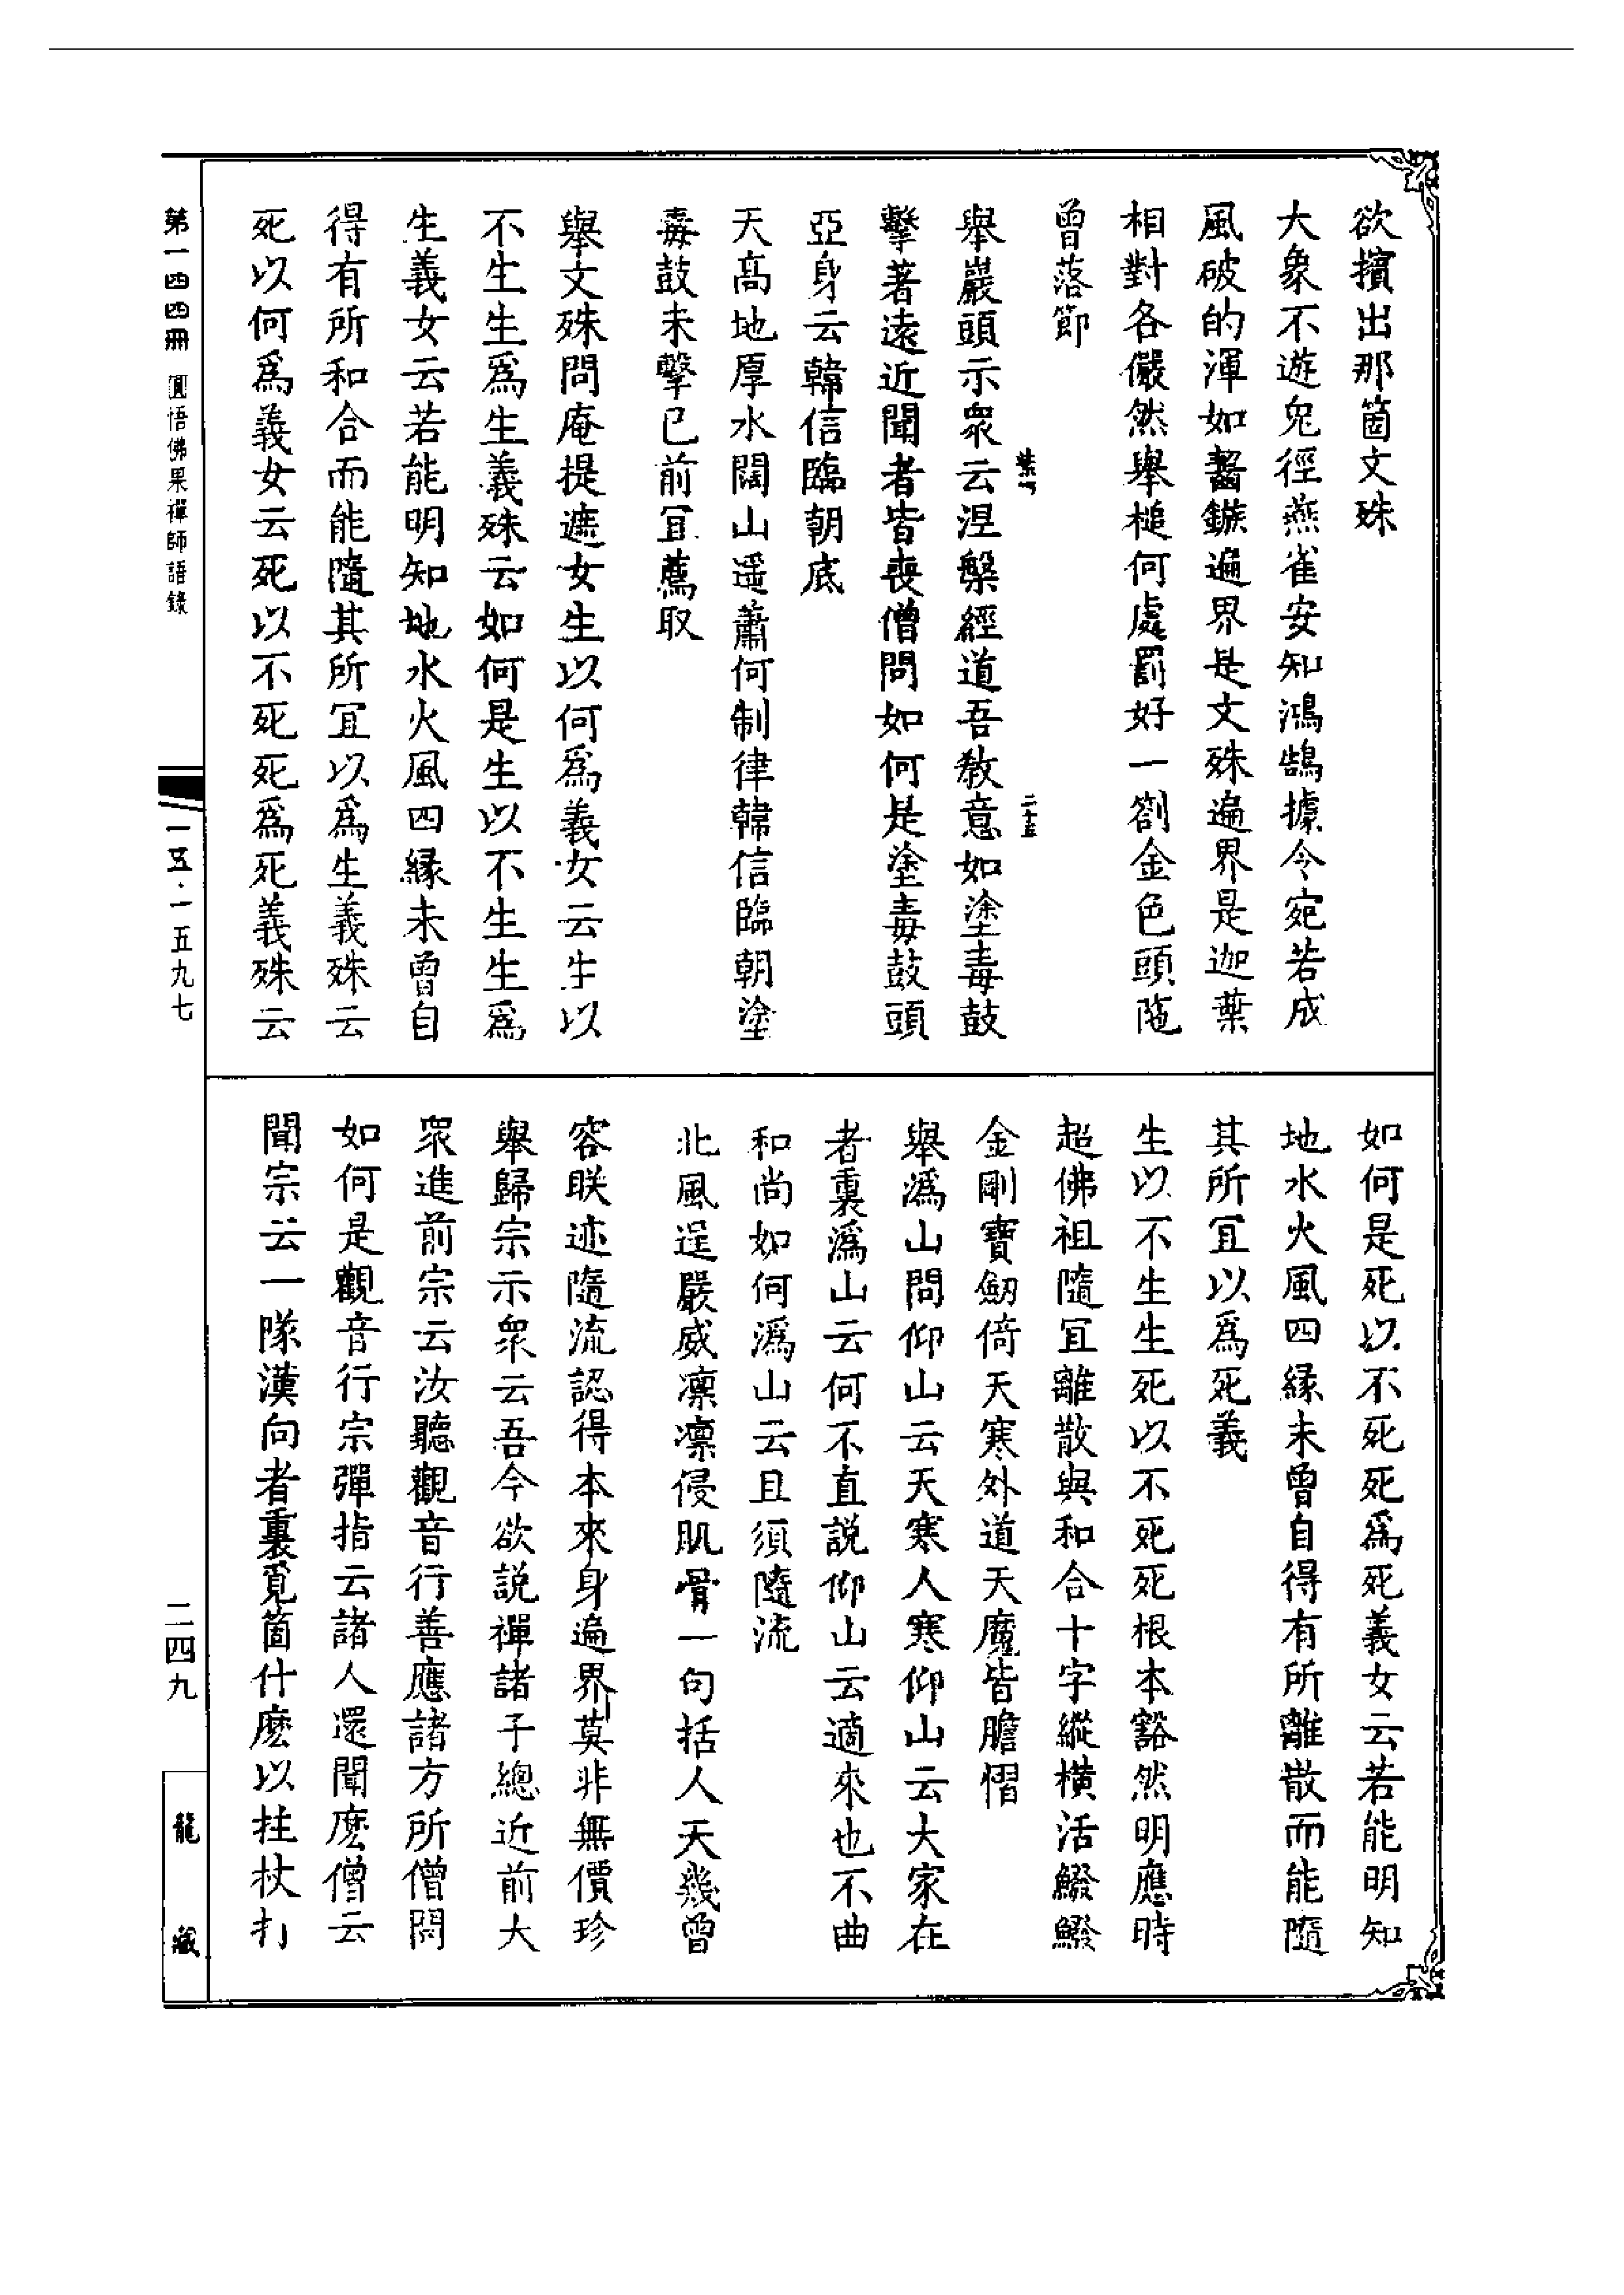 欲擯出那箇文殊
大象不遊兔徑燕雀安知鴻鵠據令宛若成
風破的渾如齧鏃遍界是文殊遍界是迦葉
相對各儼然舉槌何處罰好一劄金色頭陁
曾落節
舉巖頭示衆云涅槃經道吾教意如塗毒鼓
擊著遠近聞者皆喪僧問如何是塗毒鼓頭
亞身云韓信臨朝底
天高地厚水闊山遥蕭何制律韓信臨朝塗
毒鼓未擊已前冝薦取
舉文殊問庵提遮女生以何爲義女云生以
不生生爲生義殊云如何是生以不生生爲
生義女云若能明知地水火風四縁未曾自
得有所和合而能隨其所冝以爲生義殊云
死以何爲義女云死以不死死爲死義殊云
如何是死以不死死爲死義女云若能明知
地水火風四縁未曾自得有所離散而能隨
其所冝以爲死義
生以不生生死以不死死根本豁然明應時
超佛祖隨冝離散與和合十字縱橫活鱍鱍
金剛寶劒倚天寒外道天魔皆膽慴
舉溈山問仰山云天寒人寒仰山云大家在
者裏溈山云何不直説仰山云適來也不曲
和尚如何溈山云且須隨流
北風逞嚴威凛凛侵肌骨一句括人天幾曾
容朕迹隨流認得本來身遍界莫非無價珍
舉歸宗示衆云吾今欲説禪諸子總近前大
衆進前宗云汝聽觀音行善應諸方所僧問
如何是觀音行宗彈指云諸人還聞麽僧云
聞宗云一隊漢向者裏覓箇什麽以拄杖打
第一四四冊 圓悟佛果禪師語錄
一五·一五九七
二四九
龍藏
二十五